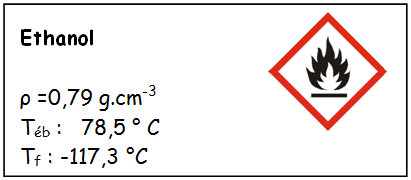 Ethanol
ρ =0,79 g.cm⁻³
Téb : 78,5 ° C
Tf : -117,3 °C